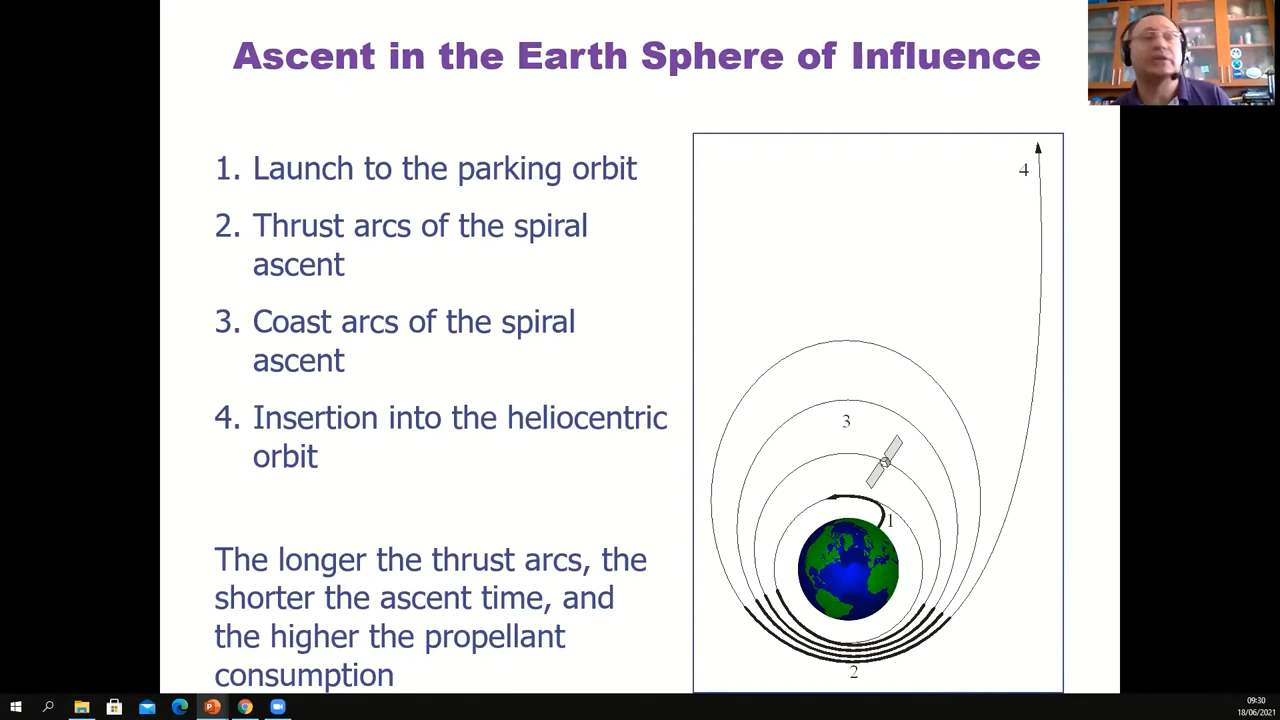 Ascent in the Earth Sphere of Influence
1. Launch to the parking orbit
2. Thrust arcs of the spiral
ascent
3. Coast arcs of the spiral
ascent
4. Insertion into the heliocentric
orbit
The longer the thrust arcs, the
shorter the ascent time, and
the higher the propellant
consumption
4
3
1
2
09:30
18/06/2021